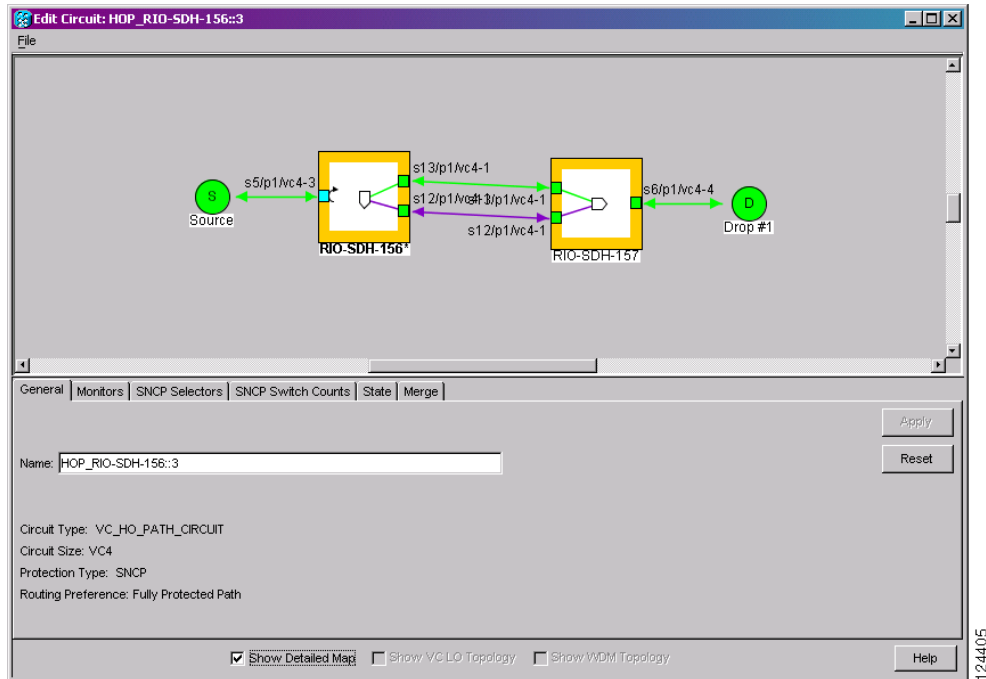 Edit Circuit: HOP_RIO-SDH-156::3
File
s13/p1/vc4-1
s5/p1/vc4-3
s6/p1/vc4-4
S
s12/p1/vc4-1
s13/p1/vc4-1
D
Source
Drop #1
s12/p1/vc4-1
RIO-SDH-156*
RIO-SDH-157
General Monitors SNCP Selectors SNCP Switch Counts State Merge
Apply
Name: HOP_RIO-SDH-156::3
Reset
Circuit Type: VC_HO_PATH_CIRCUIT
Circuit Size: VC4
Protection Type: SNCP
Routing Preference: Fully Protected Path
Show Detailed Map Show VC LO Topology Show WDM Topology
Help
124405